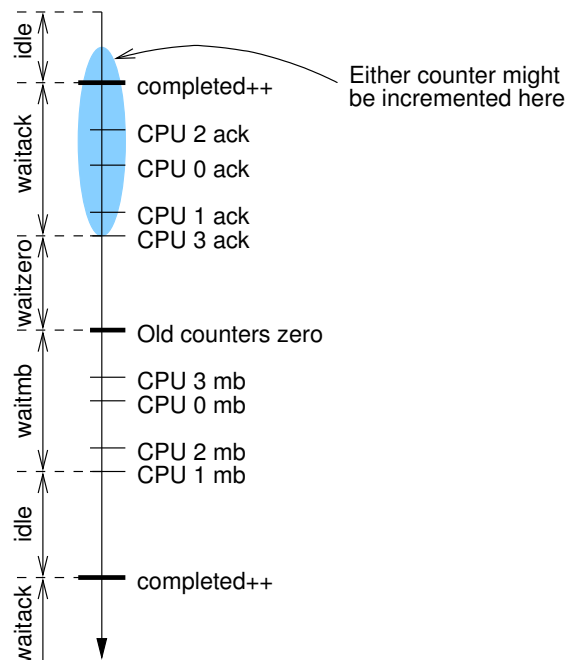 idle
completed++
Either counter might
be incremented here
waitack
CPU 2 ack
CPU 0 ack
CPU 1 ack
CPU 3 ack
waitzero
Old counters zero
waitmb
CPU 3 mb
CPU 0 mb
CPU 2 mb
CPU 1 mb
idle
completed++
waitack